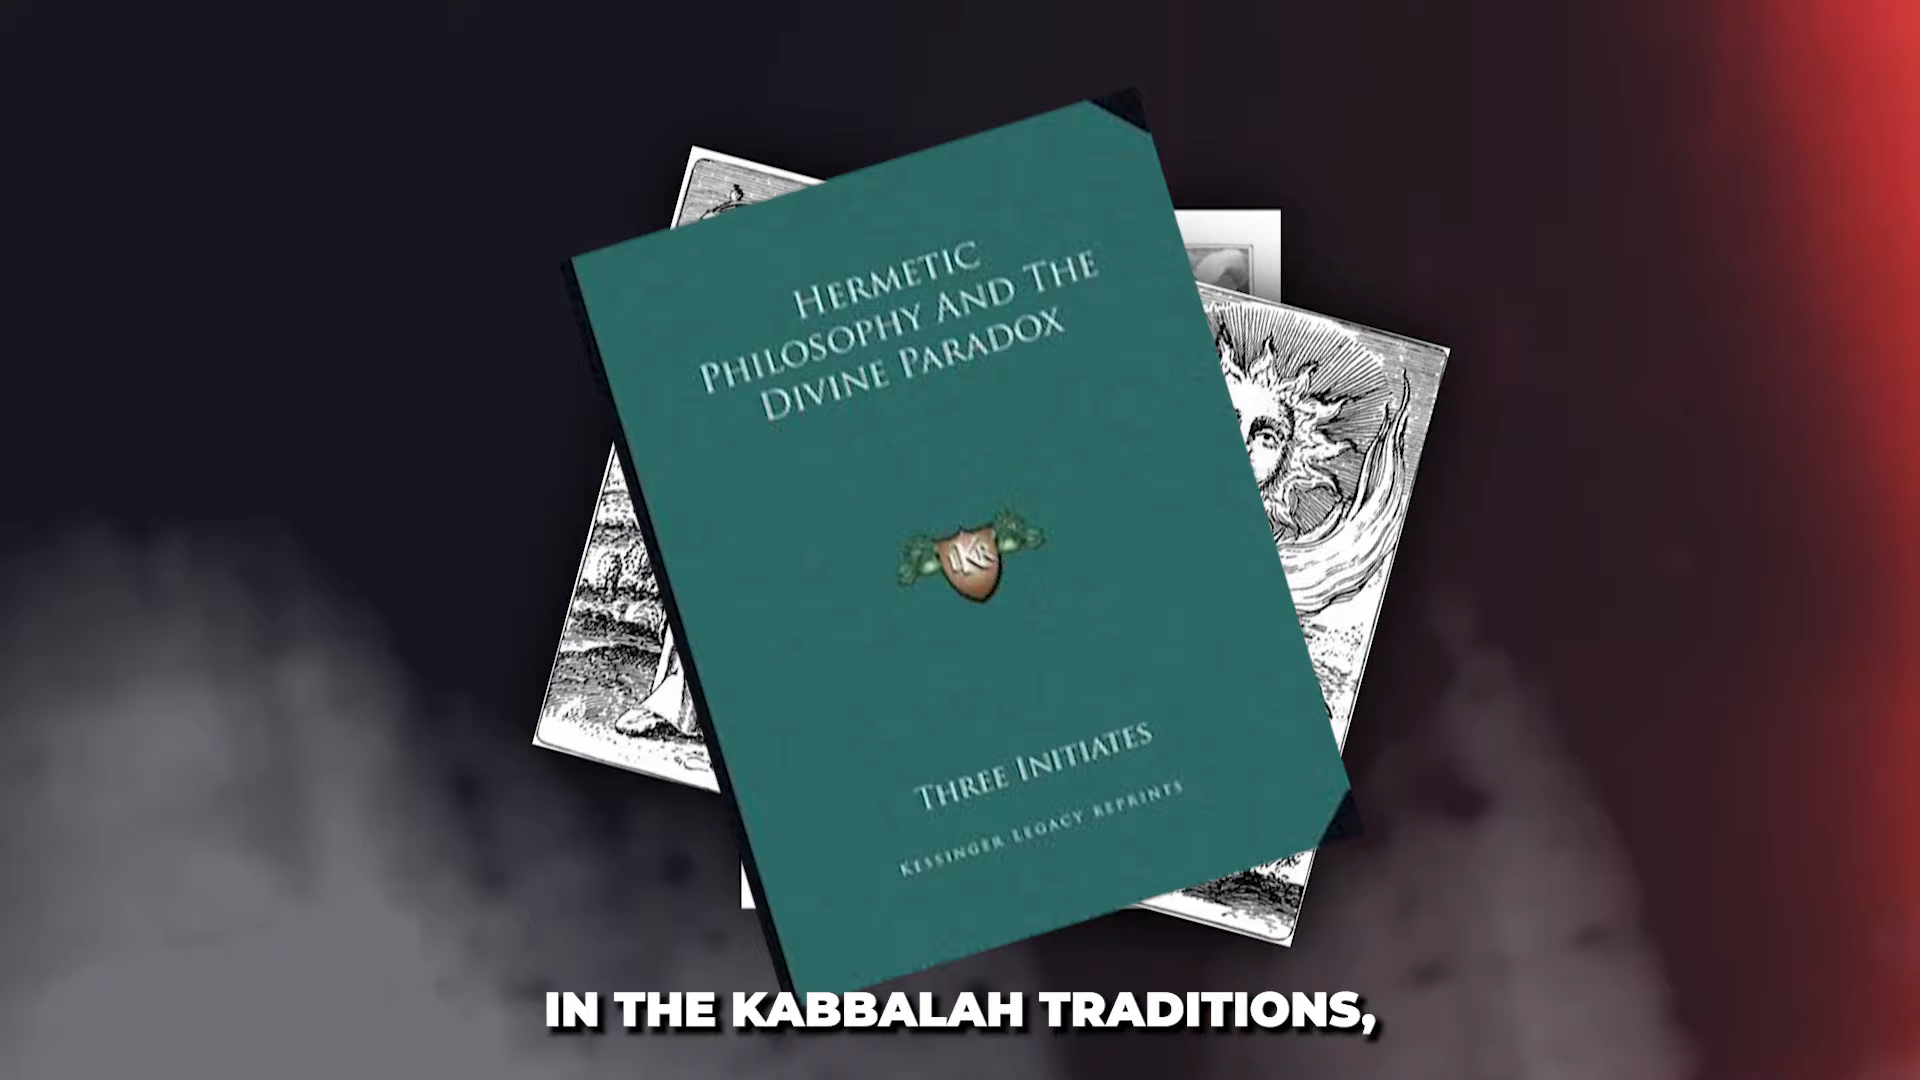 HERMETIC
PHILOSOPHY AND THE
DIVINE PARADOX
THREE INITIATES
KESSINGER LEGACY REPRINTS
IN THE KABBALAH TRADITIONS,